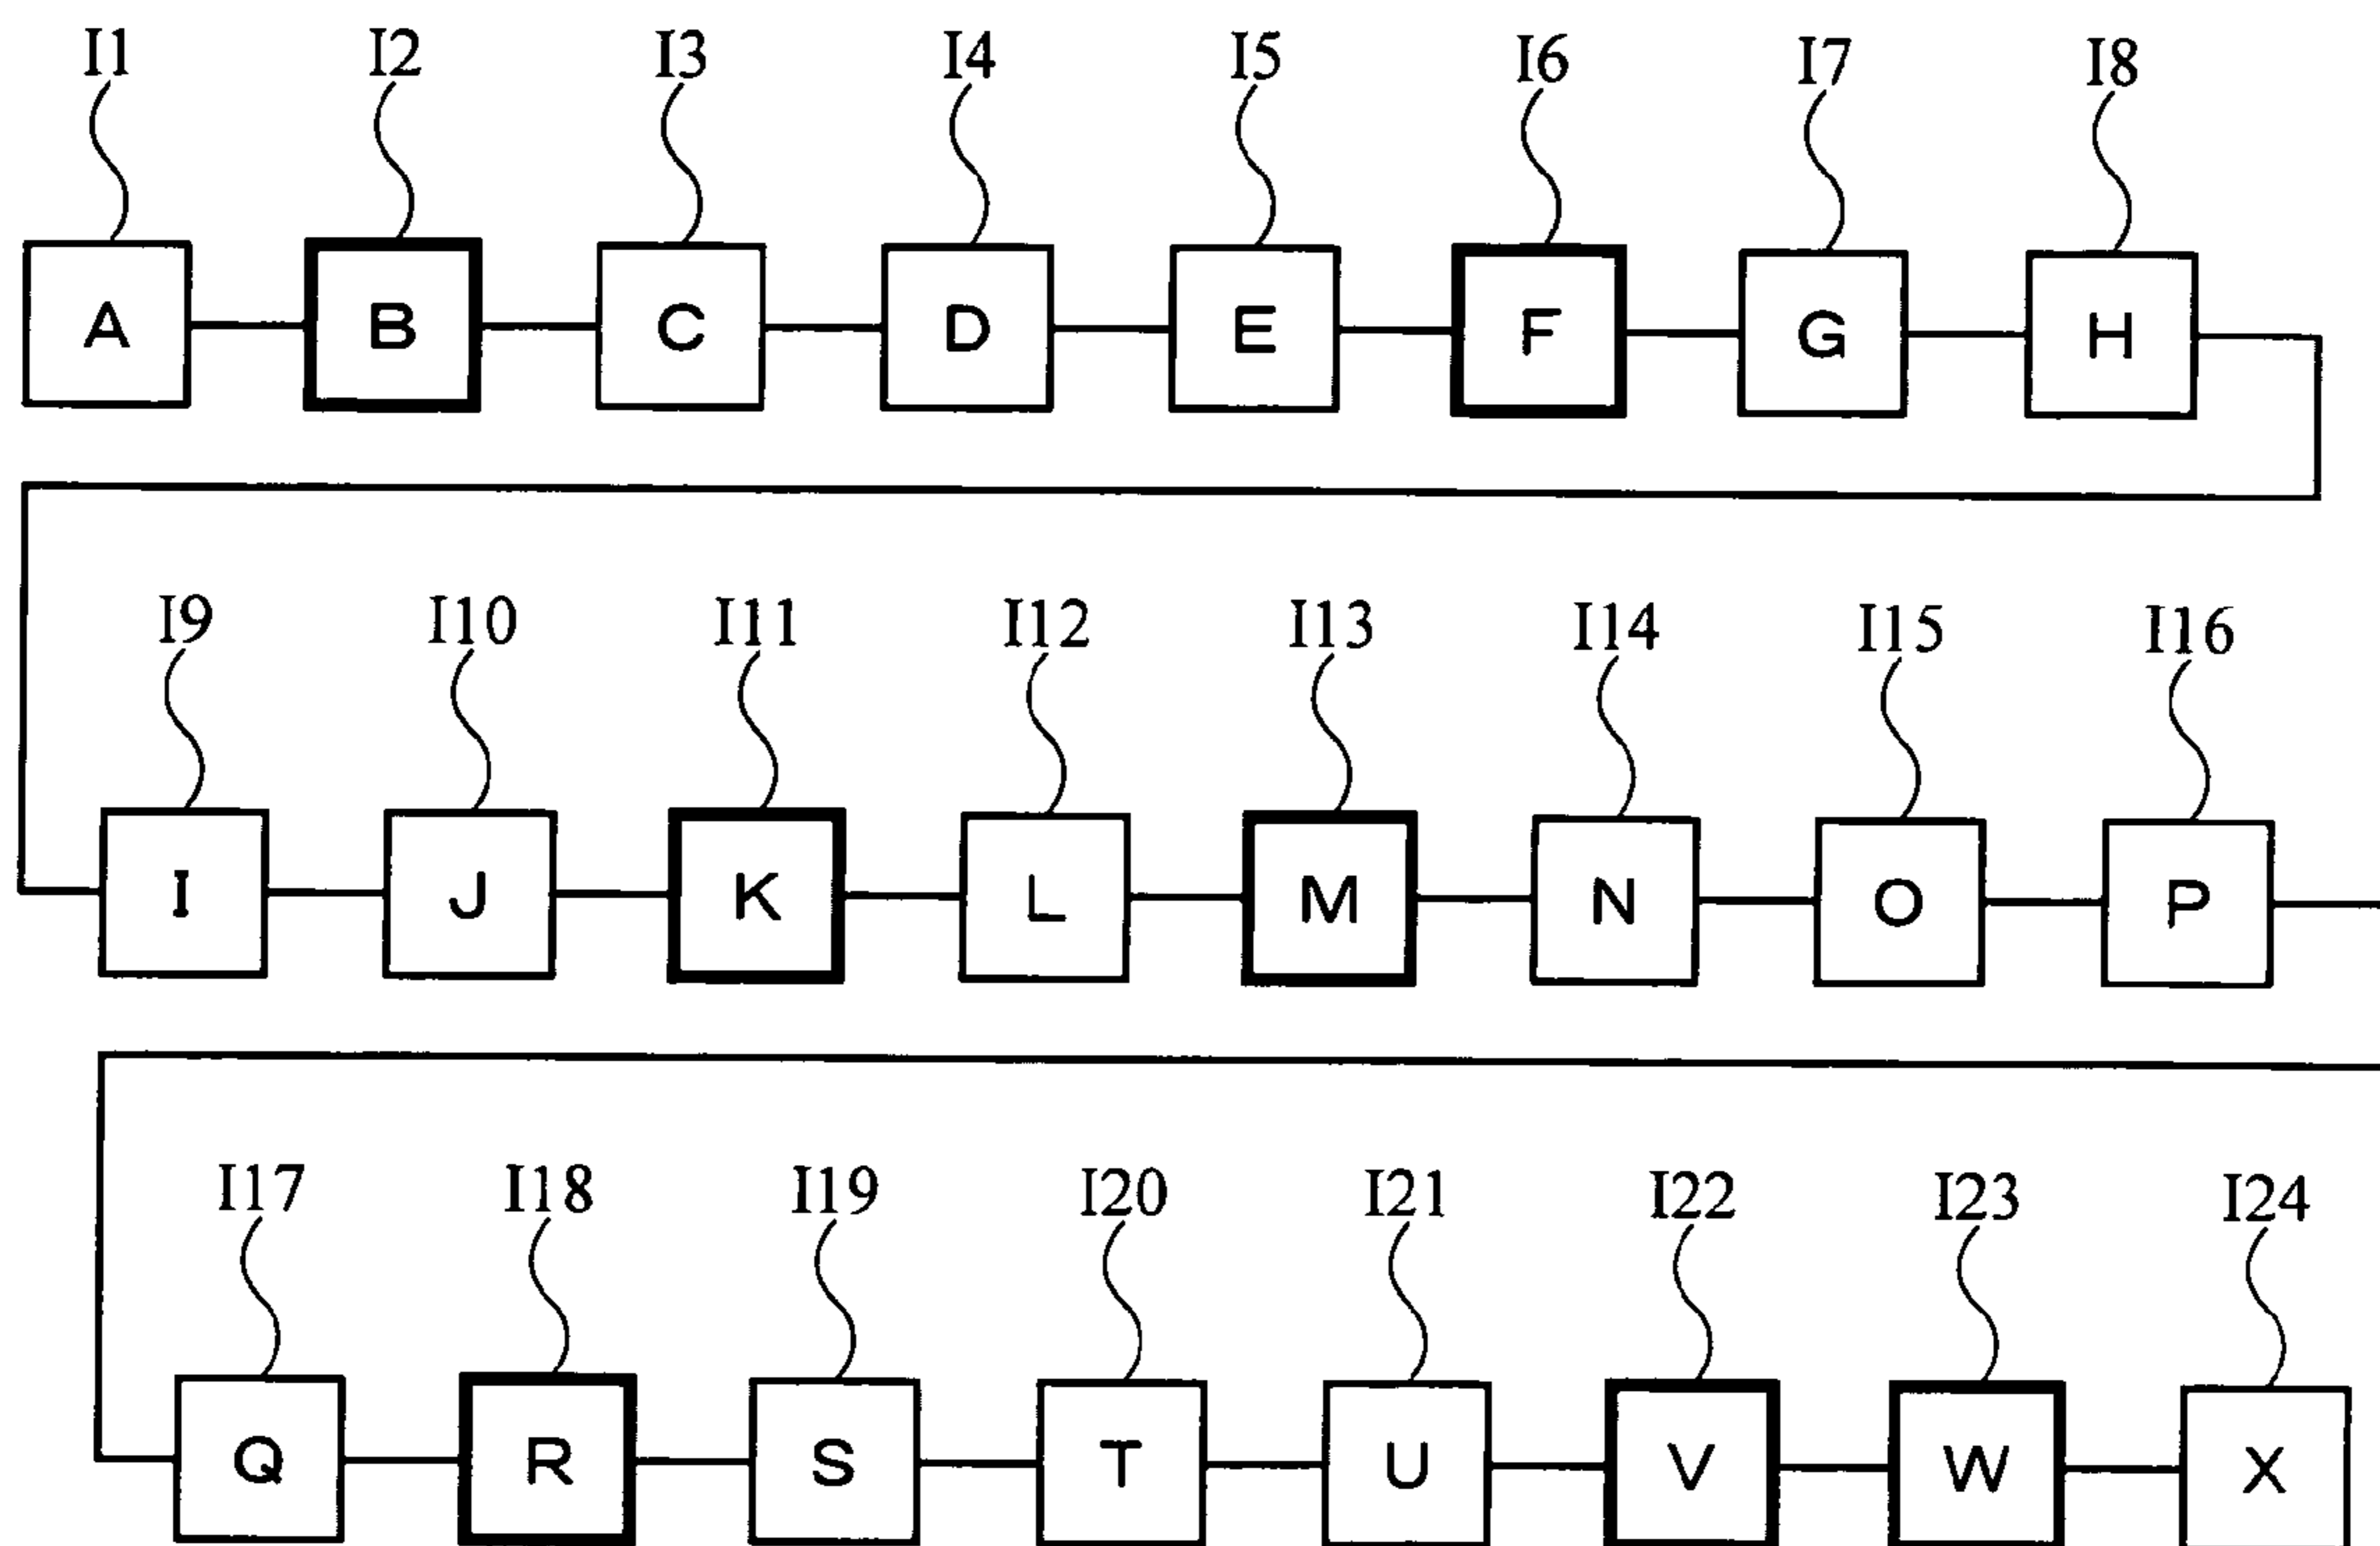 I1 I2 I3 I4 I5 I6 I7 I8
A B C D E F G H
I9 I10 I11 I12 I13 I14 I15 I16
I J K L M N O P
I17 I18 I19 I20 I21 I22 I23 I24
Q R S T U V W X